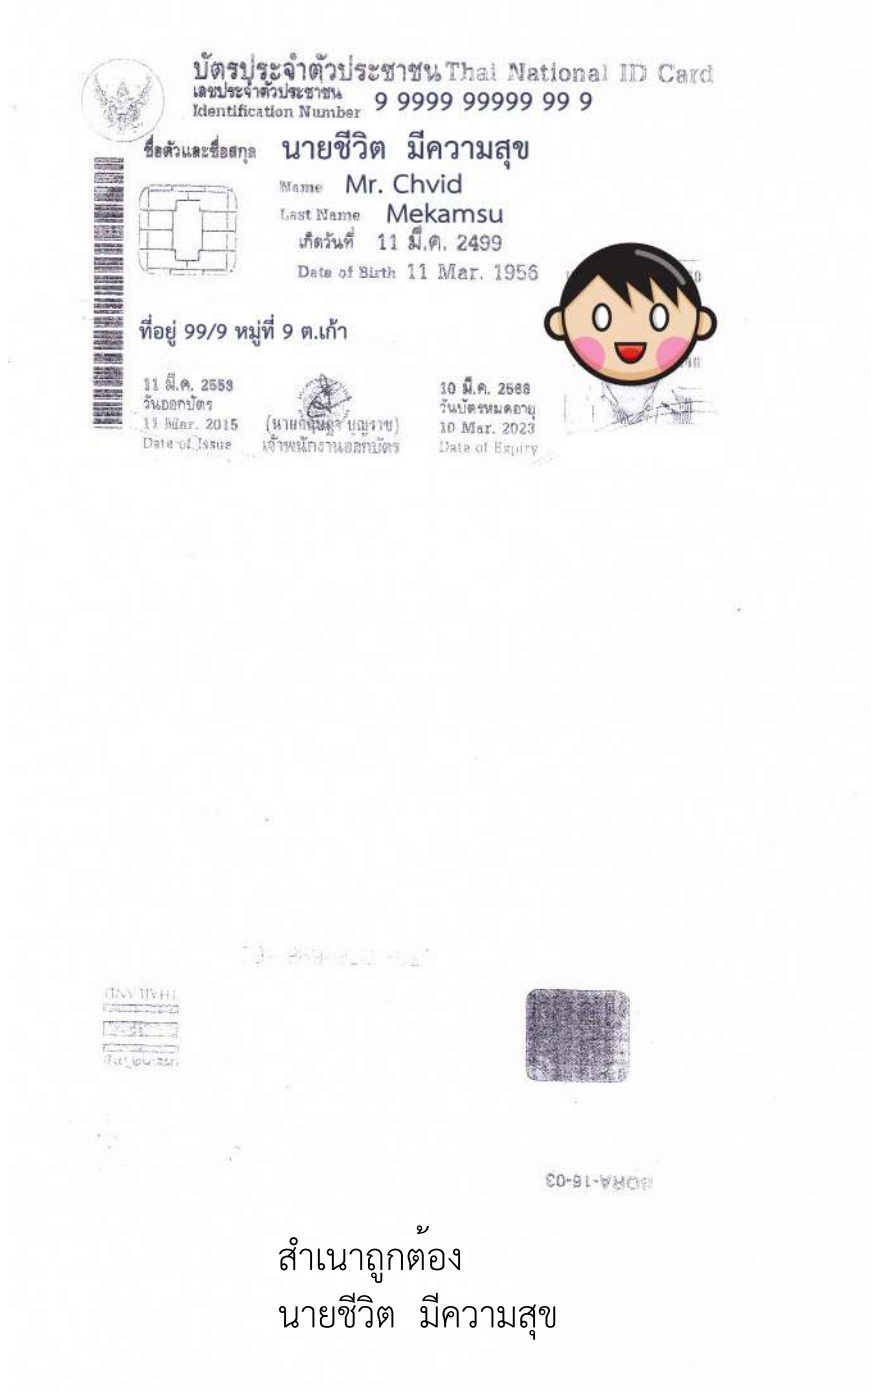 บัตรประจำตัวประชาชน Thai National ID Card
เลขประจำตัวประชาชน
Identification Number 9 9999 99999 99 9
ชื่อตัวและชื่อสกุล นายชีวิต มีความสุข
Name Mr. Chvid
Last Name Mekamsu
เกิดวันที่ 11 มี.ค. 2499
Date of Birth 11 Mar. 1956
ที่อยู่ 99/9 หมู่ที่ 9 ต.เก้า
11 มี.ค. 2558
วันออกบัตร
11 Mar. 2015
Date of Issue
เจ้าพนักงานออกบัตร
10 มี.ค. 2566
วันบัตรหมดอายุ
10 Mar. 2023
Date of Expiry
THAILAND
BORA-16-03
สำเนาถูกต้อง
นายชีวิต มีความสุข